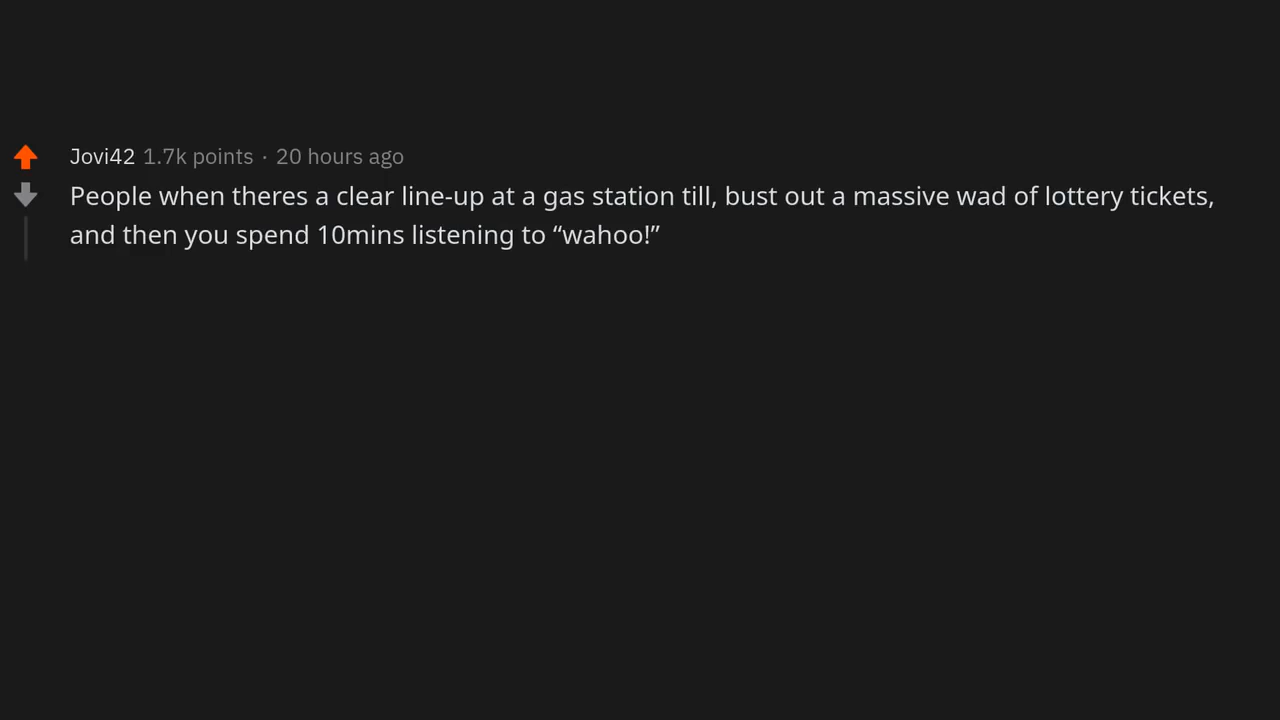 Jovi42 1.7k points · 20 hours ago
People when theres a clear line-up at a gas station till, bust out a massive wad of lottery tickets,
and then you spend 10mins listening to “wahoo!”